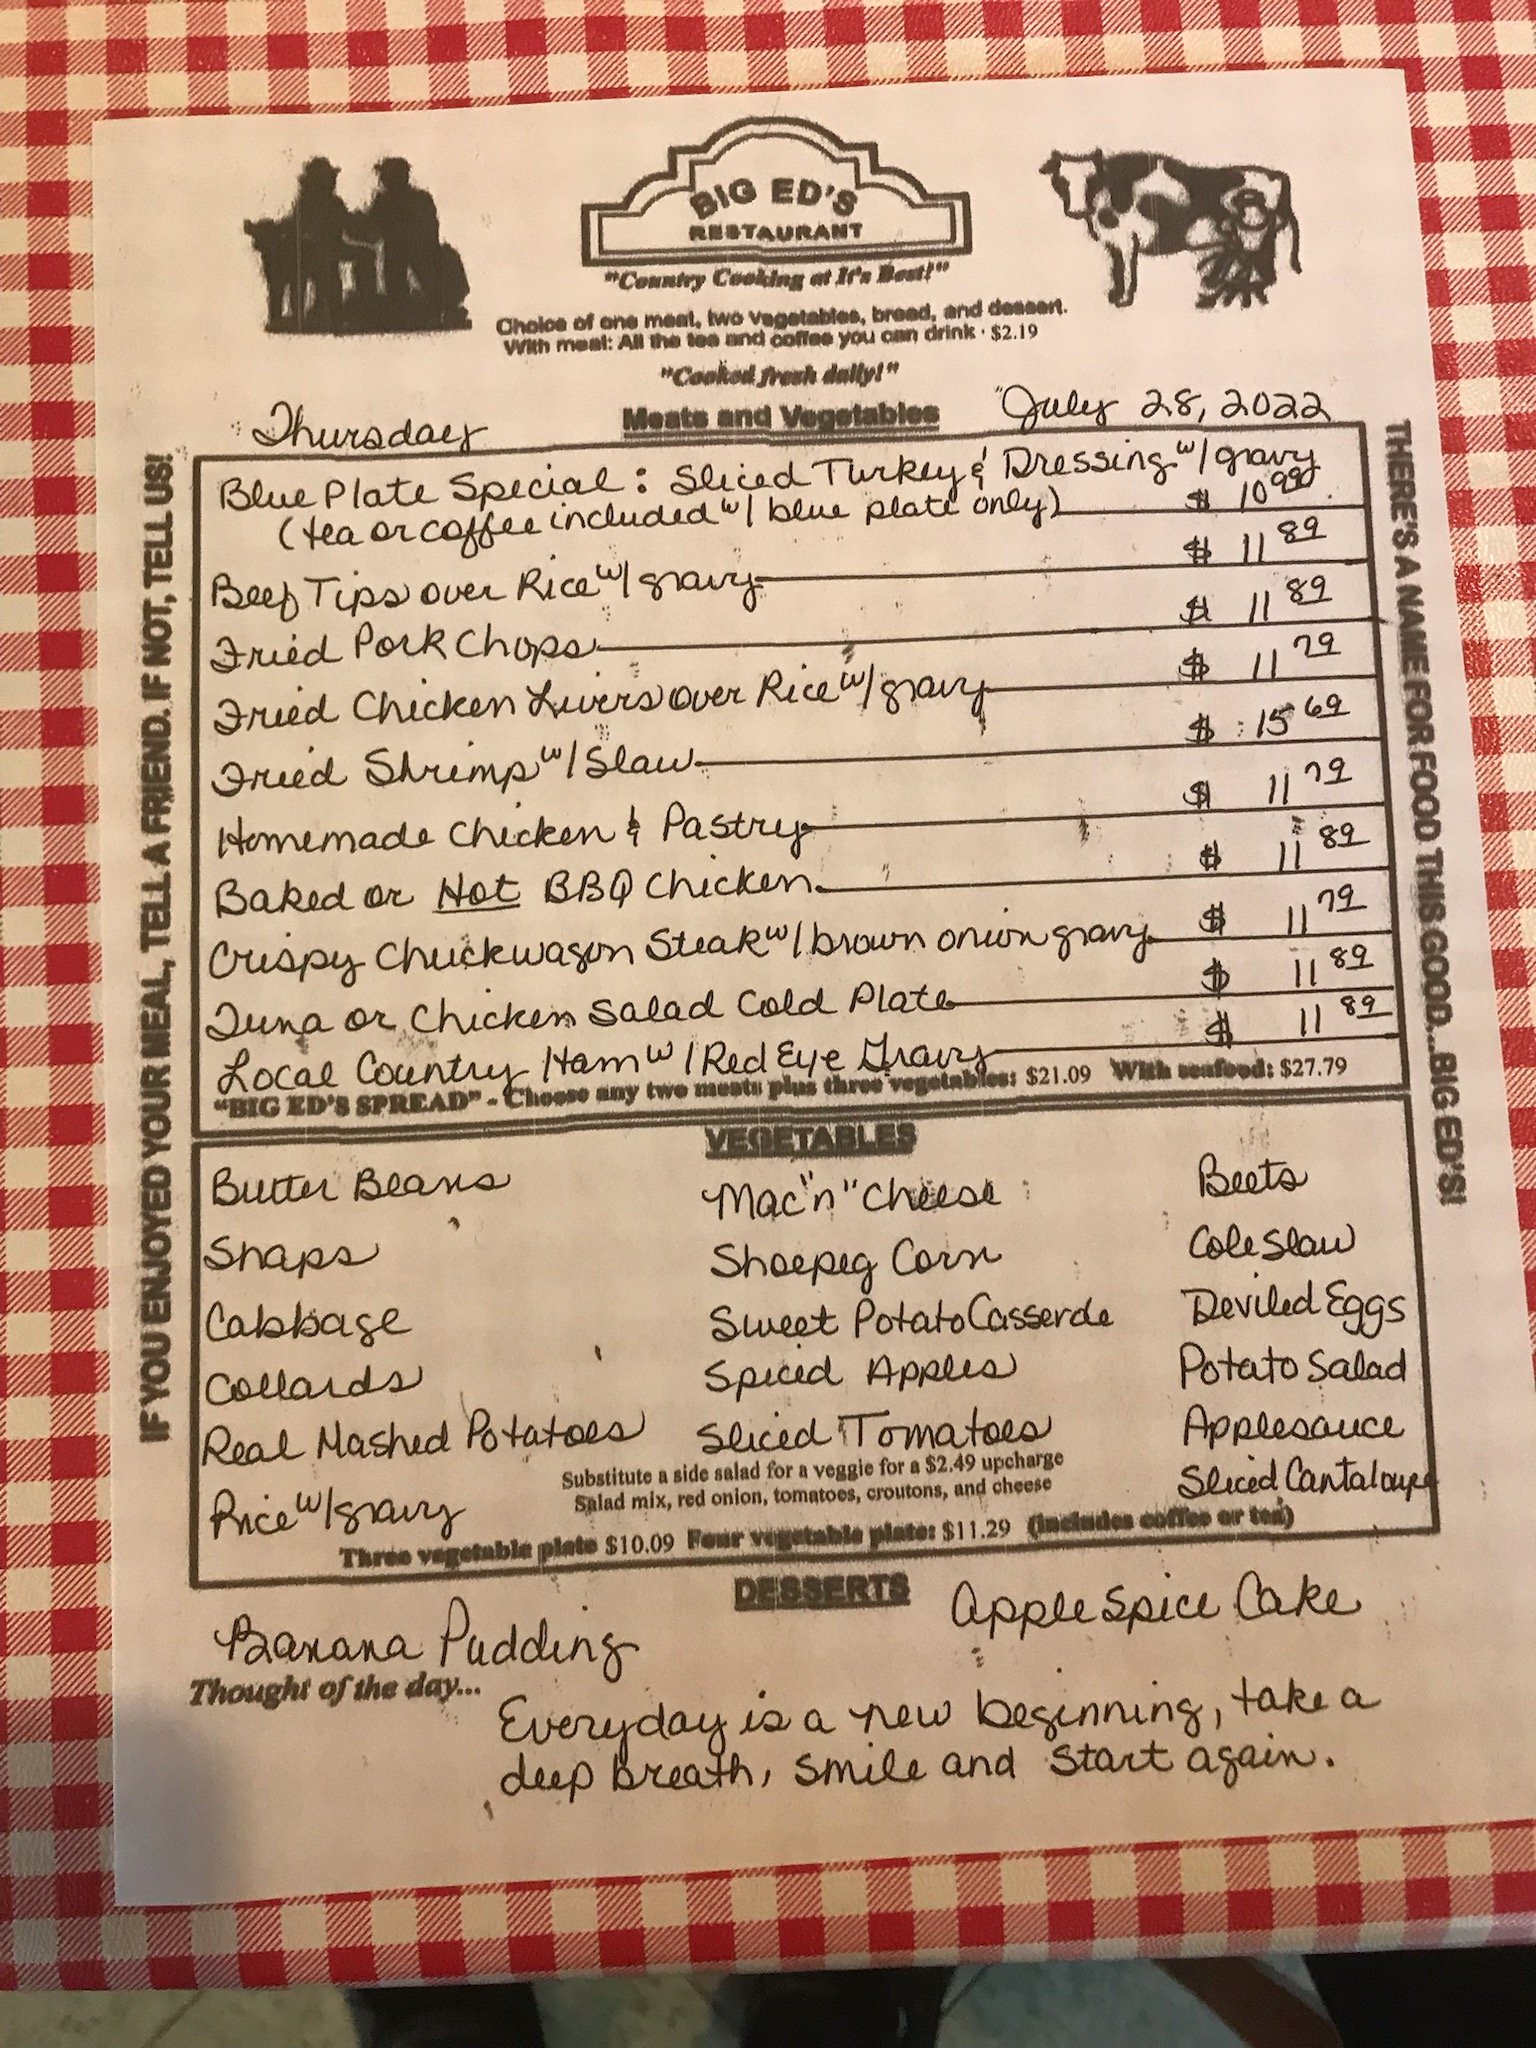 BIG ED'S
RESTAURANT
"Country Cooking at It's Best!"
Choice of one meat, two vegetables, bread, and dessert.
With meal: All the tea and coffee you can drink · $2.19
"Cooked fresh daily!"
Thursday Meats and Vegetables July 28, 2022
IF YOU ENJOYED YOUR MEAL, TELL A FRIEND. IF NOT, TELL US!
Blue Plate Special: Sliced Turkey & Dressing w/ gravy
(tea or coffee included w/ blue plate only) $ 10.99
Beef Tips over Rice w/ gravy $ 11 89
Fried Pork Chops $ 11 89
Fried Chicken Livers over Rice w/ gravy $ 11 79
Fried Shrimp w/ Slaw $ 15 69
Homemade Chicken & Pastry $ 11 79
Baked or Hot BBQ Chicken $ 11 89
Crispy Chuckwagon Steak w/ brown onion gravy $ 11 79
Tuna or Chicken Salad Cold Plate $ 11 89
Local Country Ham w/ Red Eye Gravy $ 11 89
"BIG ED'S SPREAD" - Choose any two meats plus three vegetables: $21.09 With seafood: $27.79
THERE'S A NAME FOR FOOD THIS GOOD...BIG ED'S!
VEGETABLES
Butter Beans Mac "n" Cheese Beets
Snaps Shoepeg Corn Cole Slaw
Cabbage Sweet Potato Casserole Deviled Eggs
Collards Spiced Apples Potato Salad
Real Mashed Potatoes Sliced Tomatoes Applesauce
Rice w/ gravy Sliced Cantaloupe
Substitute a side salad for a veggie for a $2.49 upcharge
Salad mix, red onion, tomatoes, croutons, and cheese
Three vegetable plate $10.09 Four vegetable plate: $11.29 (includes coffee or tea)
DESSERTS
Banana Pudding Apple Spice Cake
Thought of the day...
Everyday is a new beginning, take a
deep breath, smile and start again.